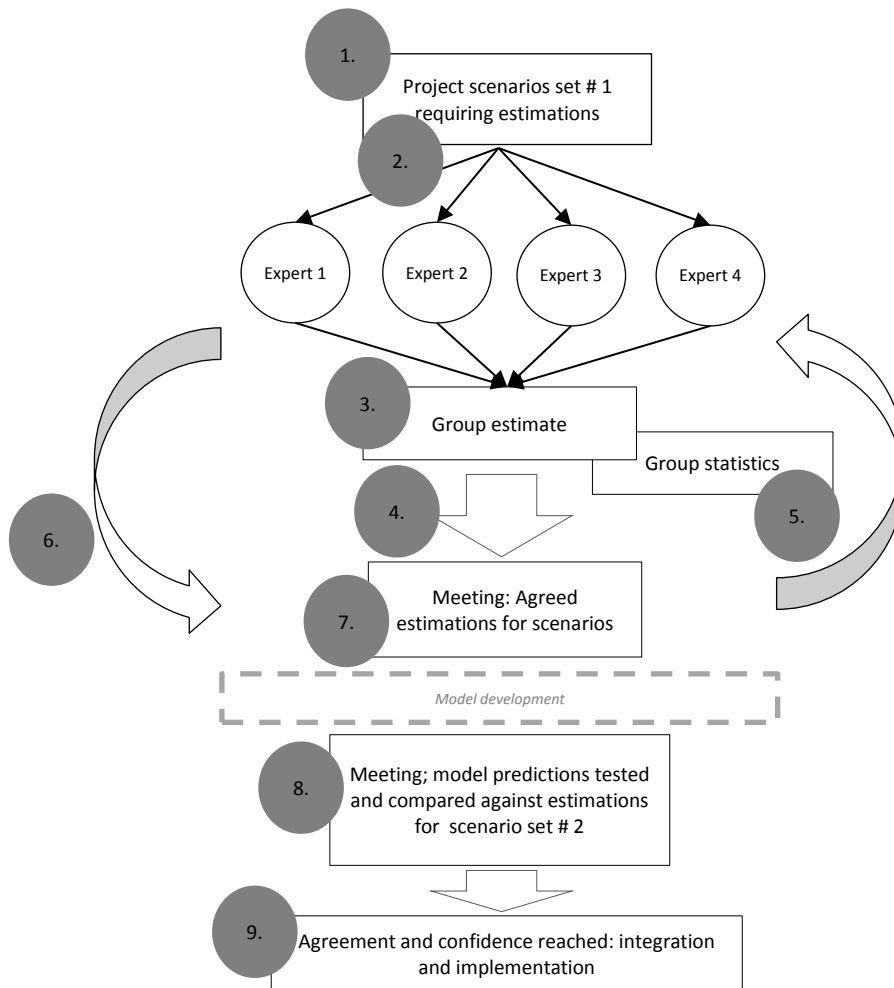 1.
Project scenarios set # 1
requiring estimations
2.
Expert 1
Expert 2
Expert 3
Expert 4
3.
Group estimate
Group statistics
4.
5.
6.
Meeting: Agreed
estimations for scenarios
7.
Model development
8.
Meeting; model predictions tested
and compared against estimations
for scenario set # 2
9.
Agreement and confidence reached: integration
and implementation